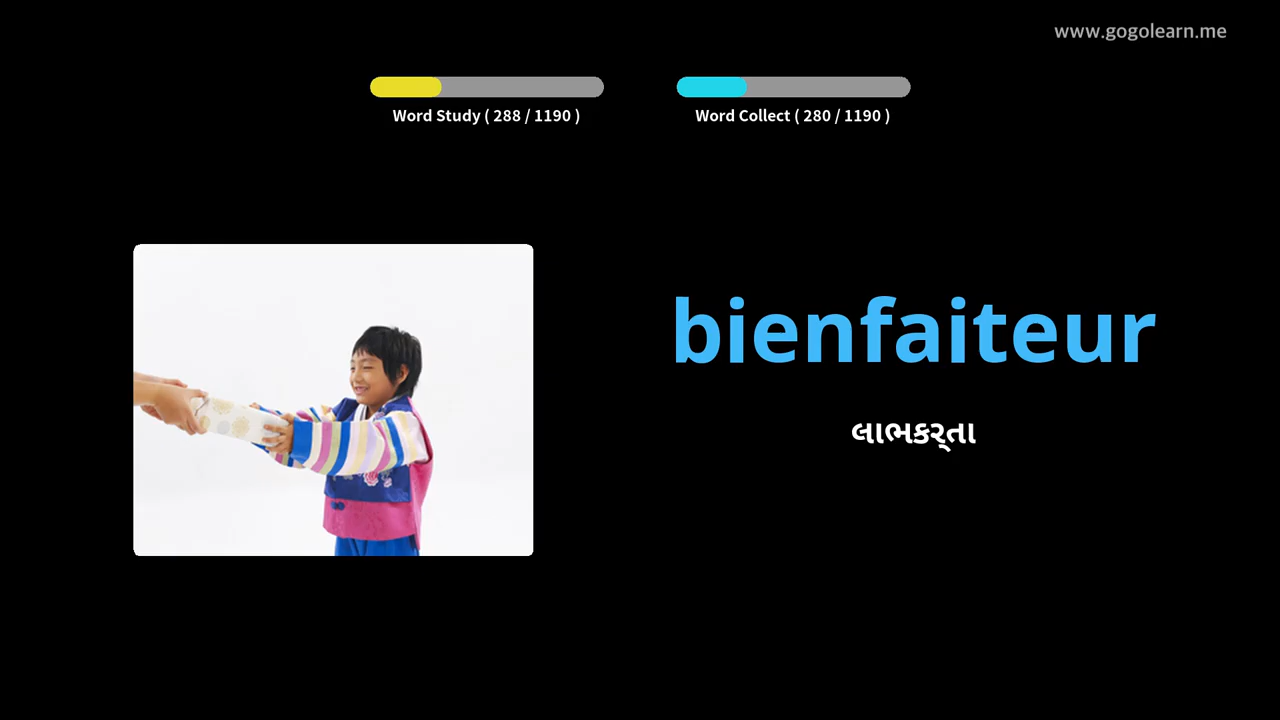 www.gogolearn.me
Word Study ( 288 / 1190 )
Word Collect ( 280 / 1190 )
bienfaiteur
લાભકર્તા